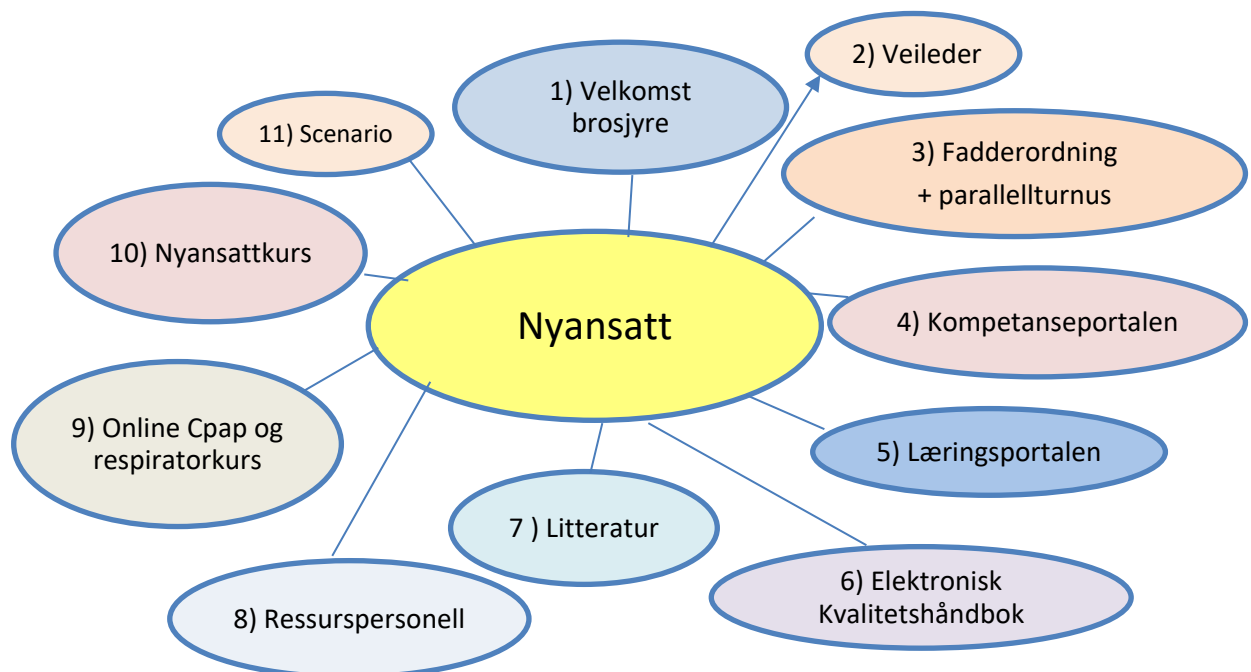 Nyansatt
1) Velkomst
brosjyre
2) Veileder
3) Fadderordning
+ parallellturnus
4) Kompetanseportalen
5) Læringsportalen
6) Elektronisk
Kvalitetshåndbok
7 ) Litteratur
8) Ressurspersonell
9) Online Cpap og
respiratorkurs
10) Nyansattkurs
11) Scenario